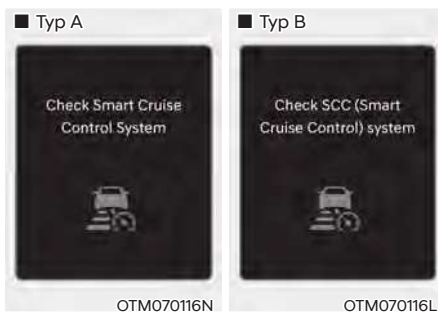 ■ Typ A
Check Smart Cruise
Control System
OTM070116N
■ Typ B
Check SCC (Smart
Cruise Control) system
OTM070116L